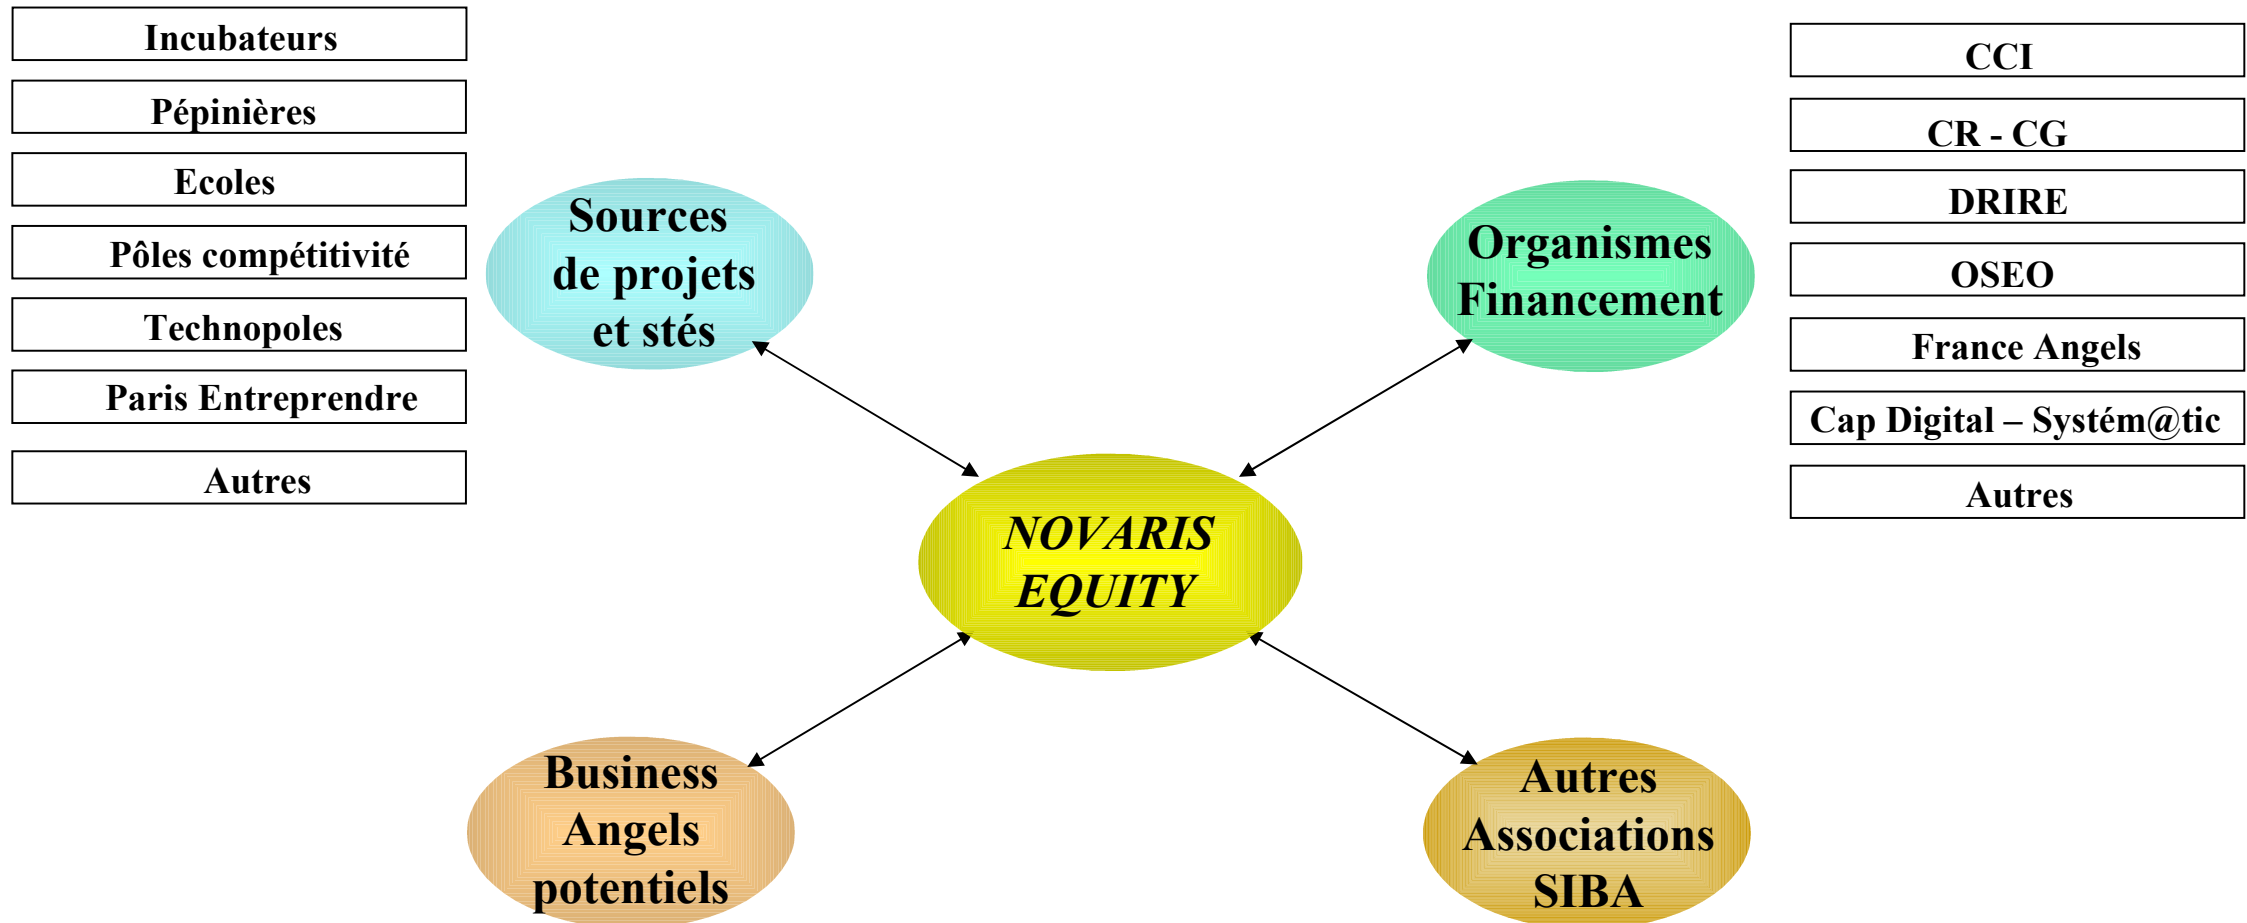 Incubateurs
Pépinières
Ecoles
Pôles compétitivité
Technopoles
Paris Entreprendre
Autres
Sources
de projets
et stés
Organismes
Financement
CCI
CR - CG
DRIRE
OSEO
France Angels
Cap Digital – Systém@tic
Autres
NOVARIS
EQUITY
Business
Angels
potentiels
Autres
Associations
SIBA